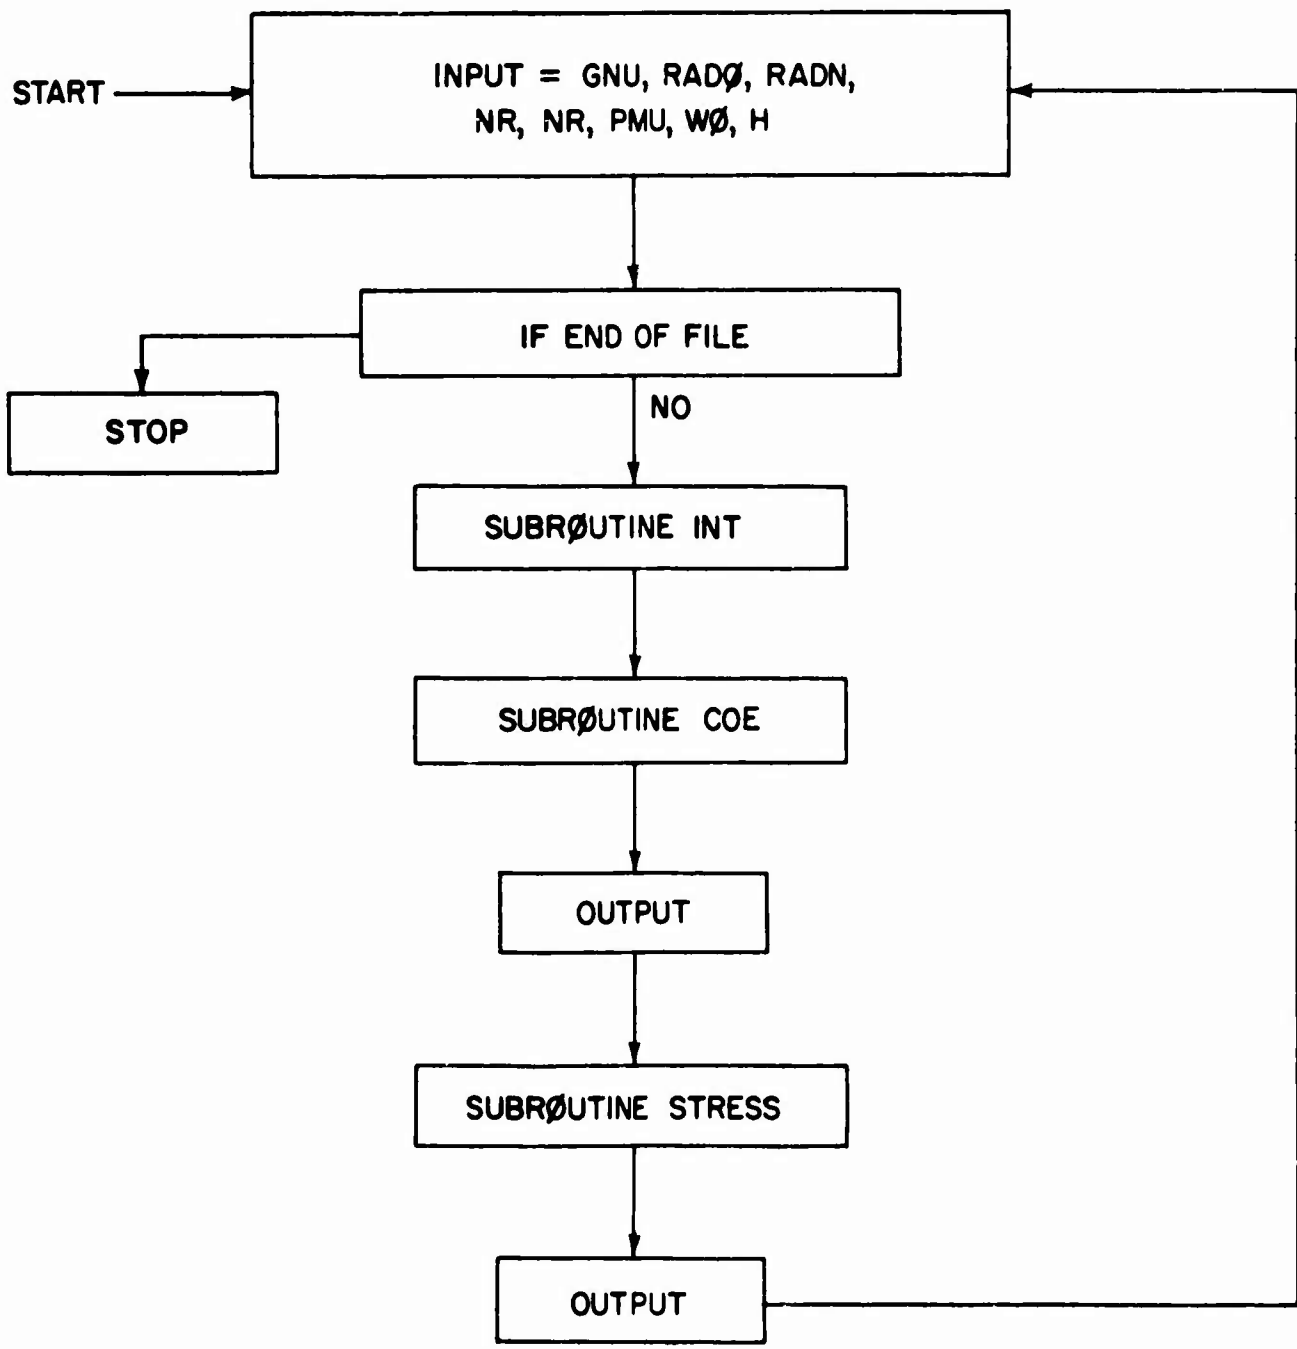 START
INPUT = GNU, RADØ, RADN,
NR, NR, PMU, WØ, H
IF END OF FILE
STOP
NO
SUBRØUTINE INT
SUBRØUTINE COE
OUTPUT
SUBRØUTINE STRESS
OUTPUT